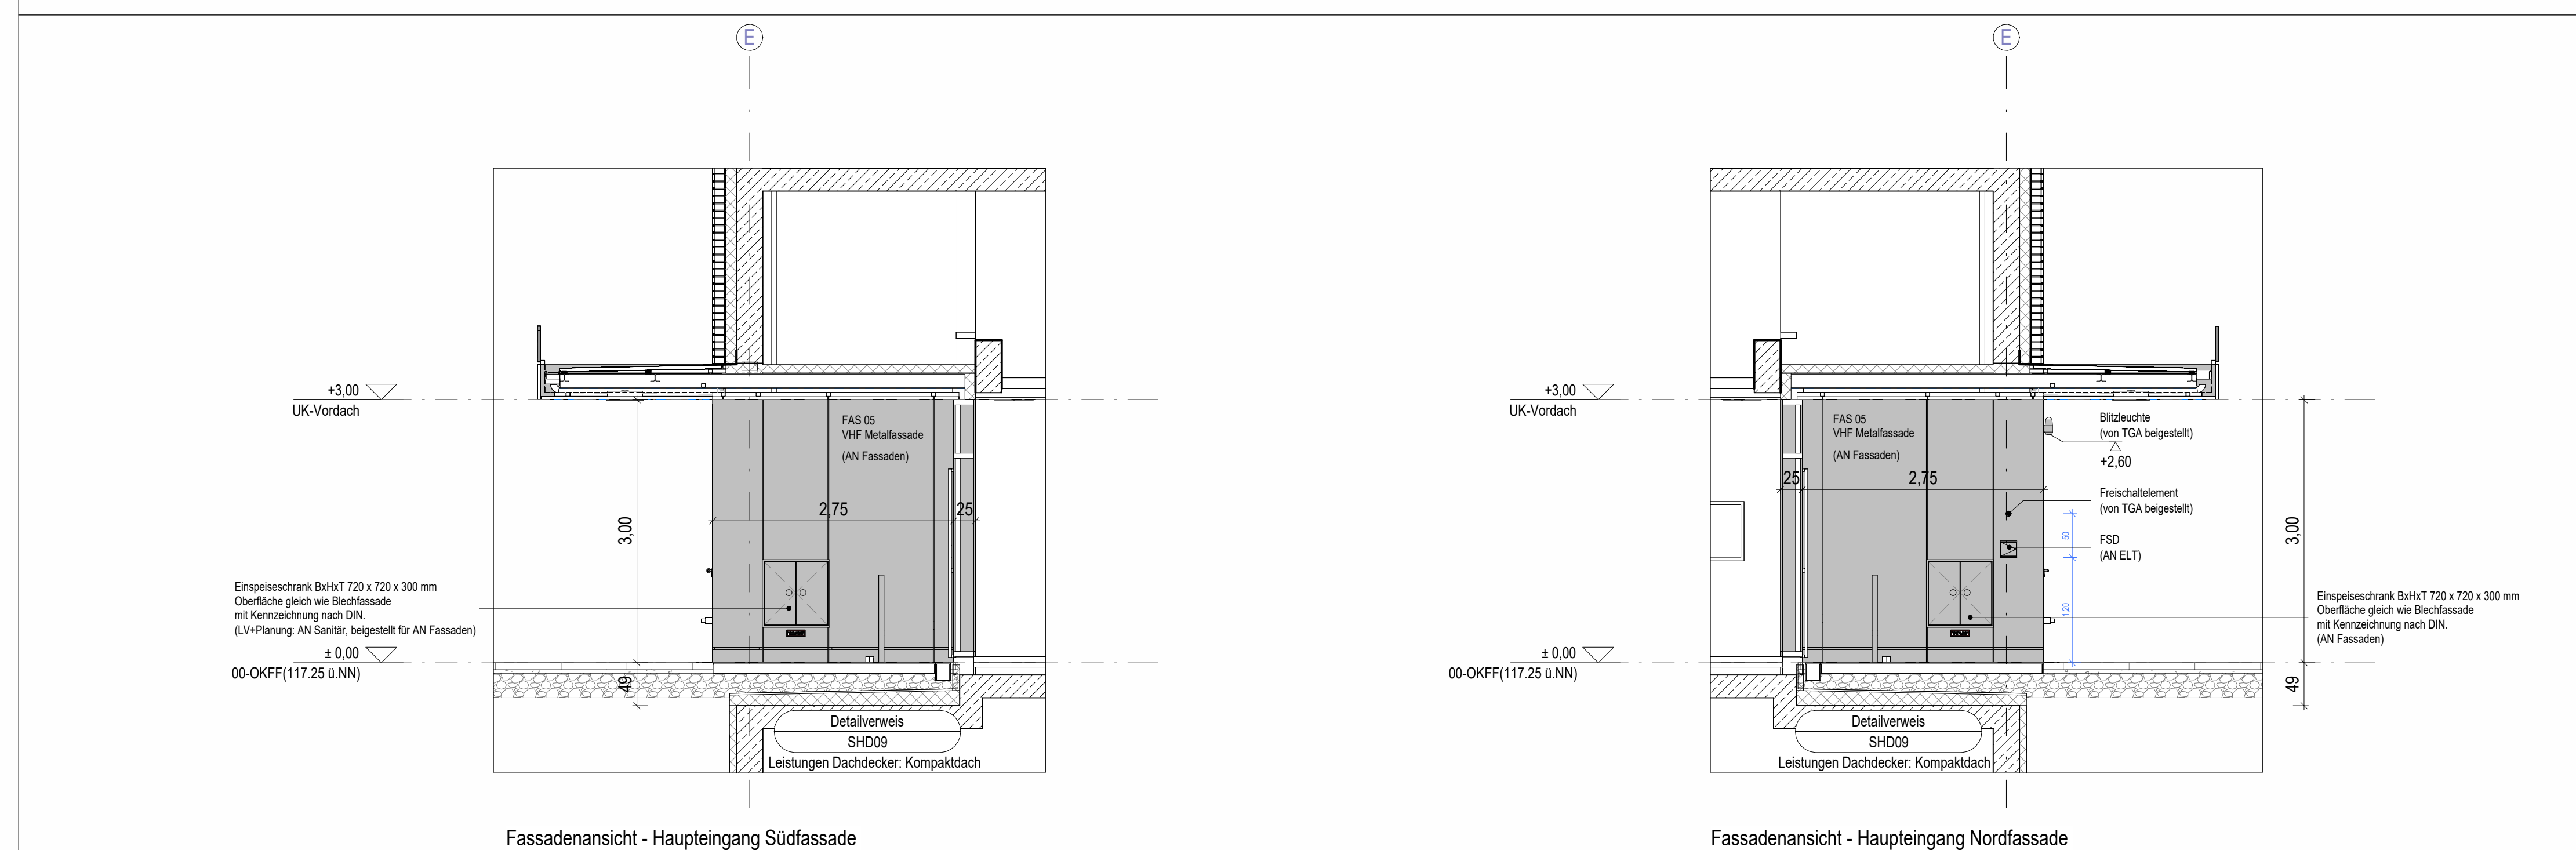 E
+3,00
UK-Vordach
FAS 05
VHF Metalfassade
(AN Fassaden)
2,75
25
3,00
Einspeiseschrank BxHxT 720 x 720 x 300 mm
Oberfläche gleich wie Blechfassade
mit Kennzeichnung nach DIN.
(LV+Planung: AN Sanitär, beigestellt für AN Fassaden)
± 0,00
00-OKFF(117.25 ü.NN)
49
Detailverweis
SHD09
Leistungen Dachdecker: Kompaktdach
Fassadenansicht - Haupteingang Südfassade
E
+3,00
UK-Vordach
FAS 05
VHF Metalfassade
(AN Fassaden)
25
2,75
Blitzleuchte
(von TGA beigestellt)
+2,60
Freischaltelement
(von TGA beigestellt)
50
FSD
(AN ELT)
3,00
1,20
Einspeiseschrank BxHxT 720 x 720 x 300 mm
Oberfläche gleich wie Blechfassade
mit Kennzeichnung nach DIN.
(AN Fassaden)
± 0,00
00-OKFF(117.25 ü.NN)
49
Detailverweis
SHD09
Leistungen Dachdecker: Kompaktdach
Fassadenansicht - Haupteingang Nordfassade